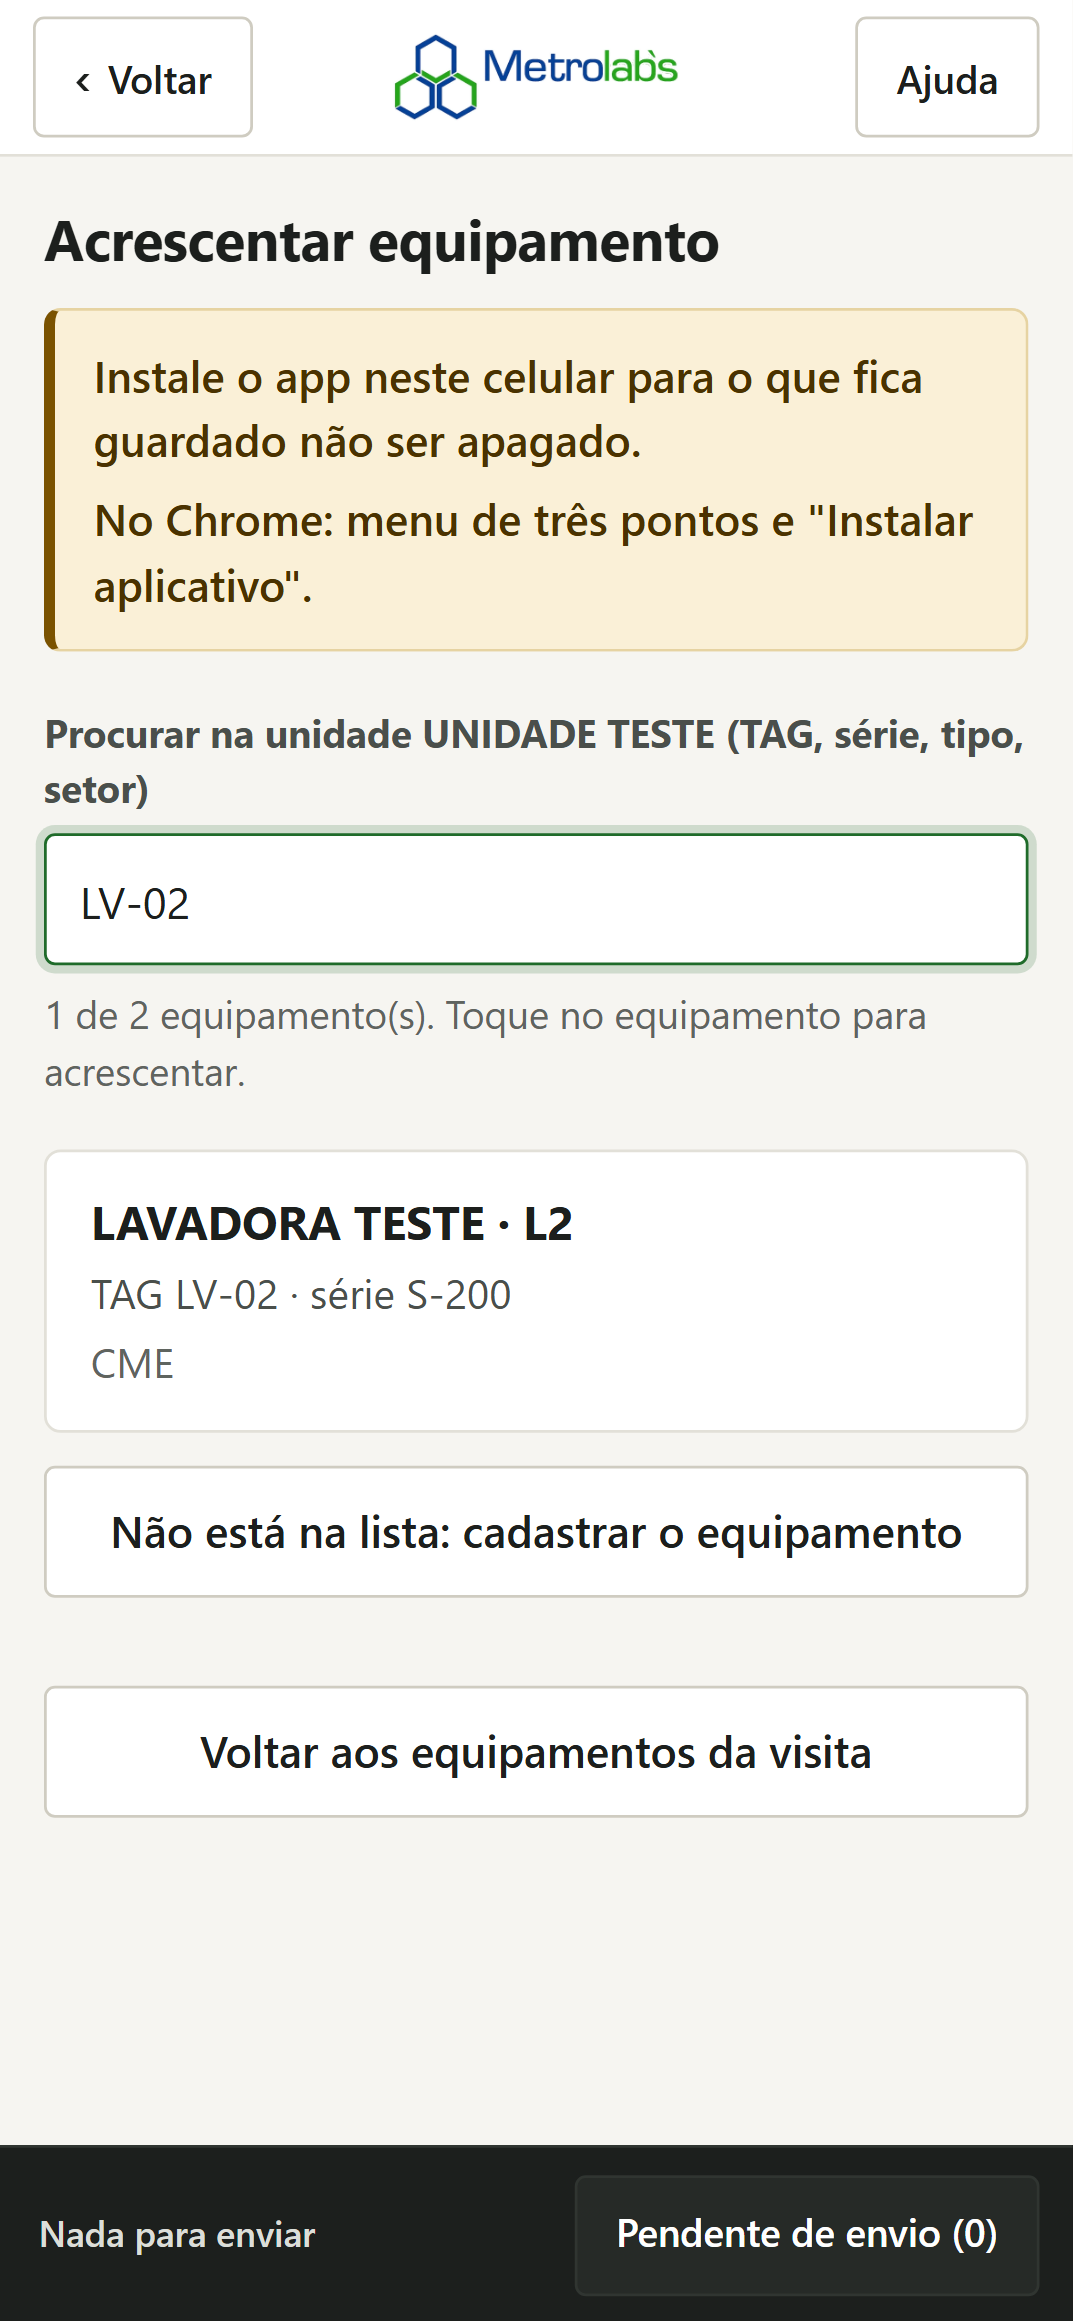 ‹ Voltar
Metrolab's
Ajuda
Acrescentar equipamento
Instale o app neste celular para o que fica
guardado não ser apagado.
No Chrome: menu de três pontos e "Instalar
aplicativo".
Procurar na unidade UNIDADE TESTE (TAG, série, tipo,
setor)
LV-02
1 de 2 equipamento(s). Toque no equipamento para
acrescentar.
LAVADORA TESTE · L2
TAG LV-02 · série S-200
CME
Não está na lista: cadastrar o equipamento
Voltar aos equipamentos da visita
Nada para enviar
Pendente de envio (0)